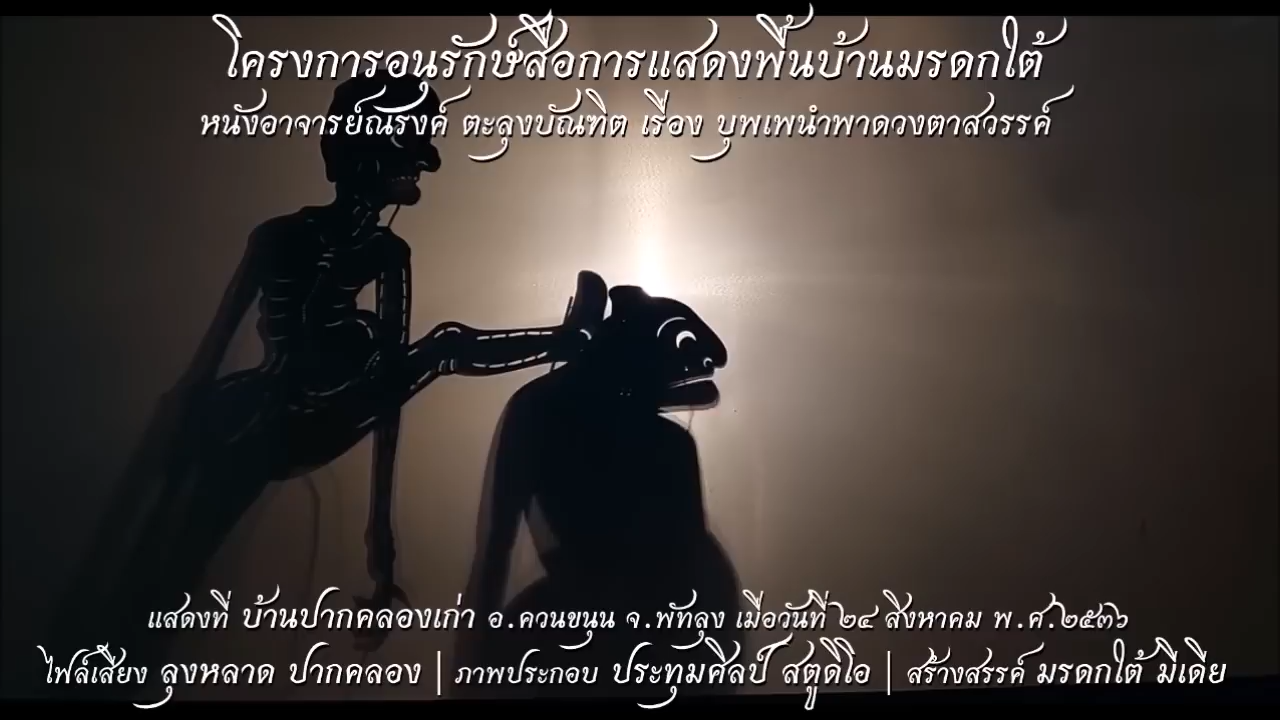 โครงการอนุรักษ์สื่อการแสดงพื้นบ้านมรดกใต้
หนังอาจารย์ณรงค์ ตะลุงบัณฑิต เรื่อง บุพเพนำพาดวงตาสวรรค์
แสดงที่ บ้านปากคลองเก่า อ.ควนขนุน จ.พัทลุง เมื่อวันที่ ๒๔ สิงหาคม พ.ศ.๒๕๓๖
ไฟล์เสียง ลุงหลาด ปากคลอง | ภาพประกอบ ประทุมศิลป์ สตูดิโอ | สร้างสรรค์ มรดกใต้ มีเดีย